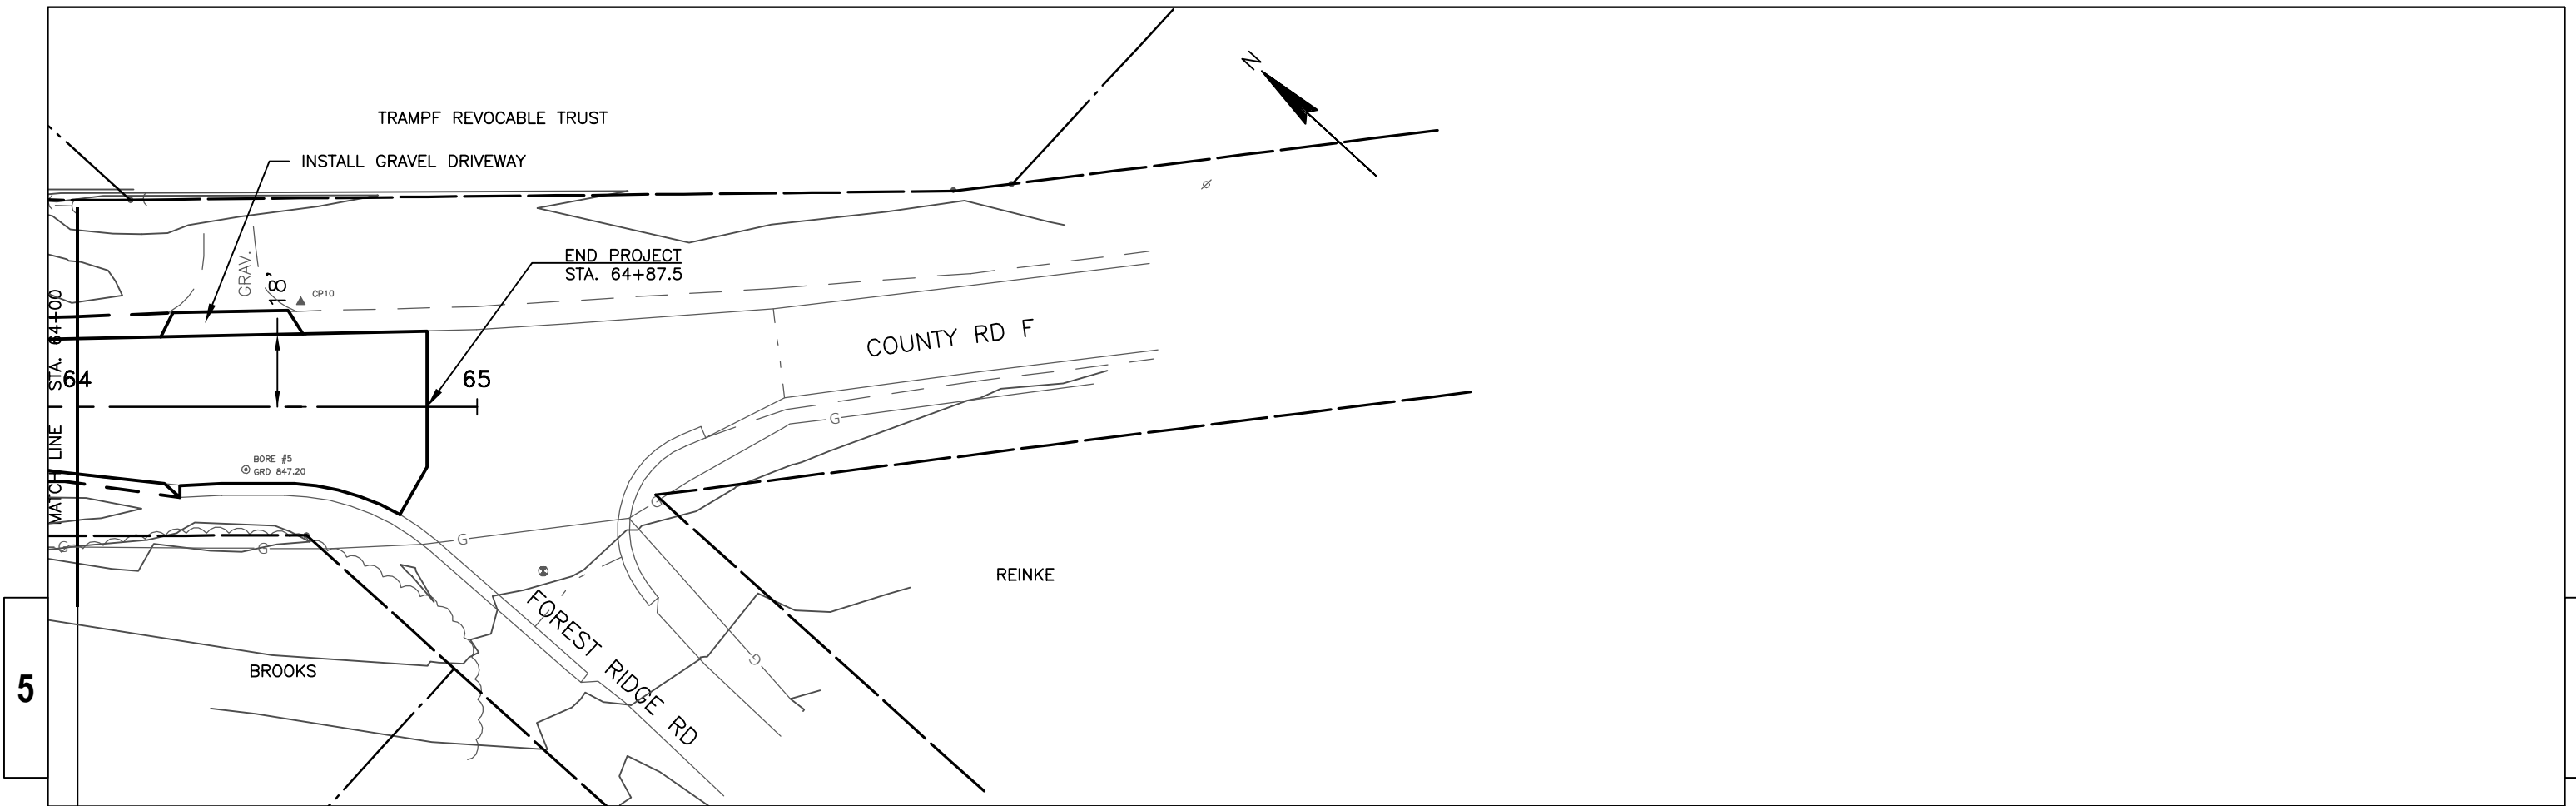 N
TRAMPF REVOCABLE TRUST
INSTALL GRAVEL DRIVEWAY
END PROJECT
STA. 64+87.5
GRAV.
18'
CP10
MATCH LINE STA. 64+00
COUNTY RD F
64
65
G
BORE #5
GRD 847.20
G
G
G
G
REINKE
FOREST RIDGE RD
G
BROOKS
5